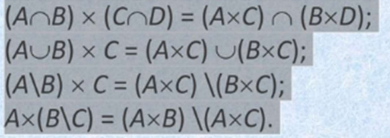 (A∩B) × (C∩D) = (A×C) ∩ (B×D);
(A∪B) × C = (A×C) ∪(B×C);
(A\B) × C = (A×C) \(B×C);
A×(B\C) = (A×B) \(A×C).